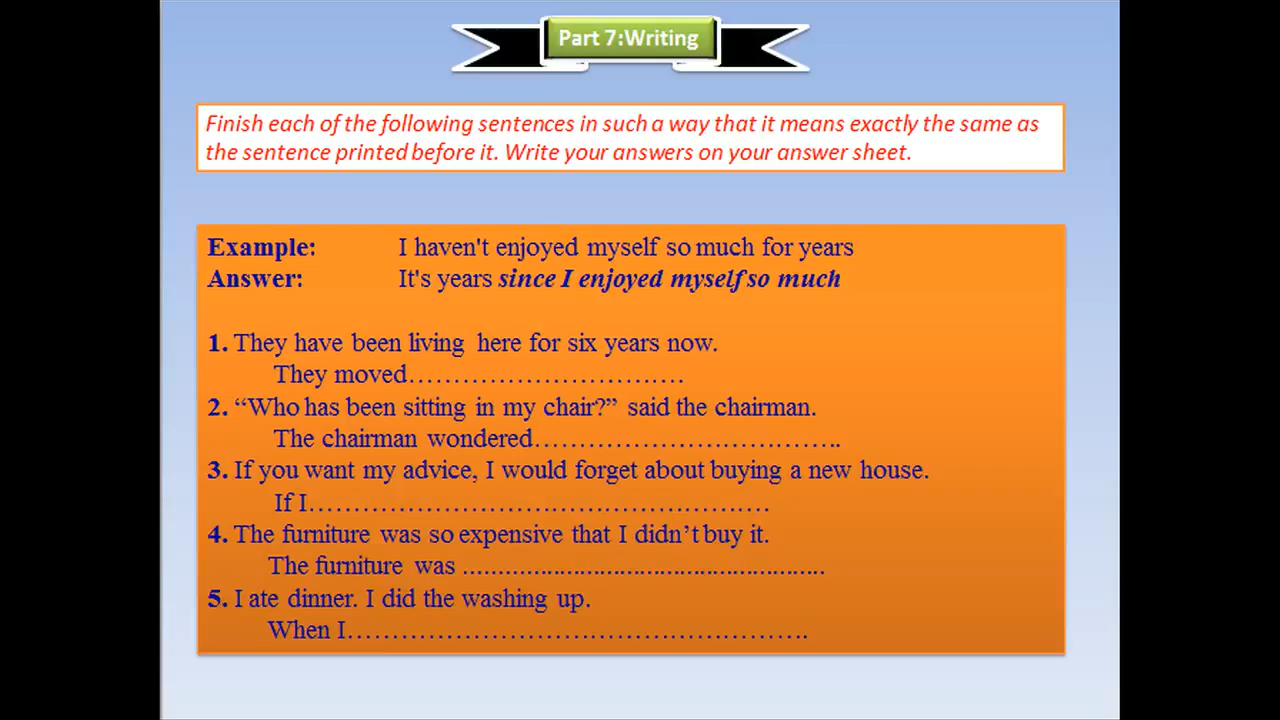 Part 7:Writing
Finish each of the following sentences in such a way that it means exactly the same as
the sentence printed before it. Write your answers on your answer sheet.
Example: I haven't enjoyed myself so much for years
Answer: It's years since I enjoyed myself so much
1. They have been living here for six years now.
They moved………………………….
2. “Who has been sitting in my chair?” said the chairman.
The chairman wondered……………………………..
3. If you want my advice, I would forget about buying a new house.
If I……………………………………………
4. The furniture was so expensive that I didn’t buy it.
The furniture was ......................................................
5. I ate dinner. I did the washing up.
When I…………………………………………….